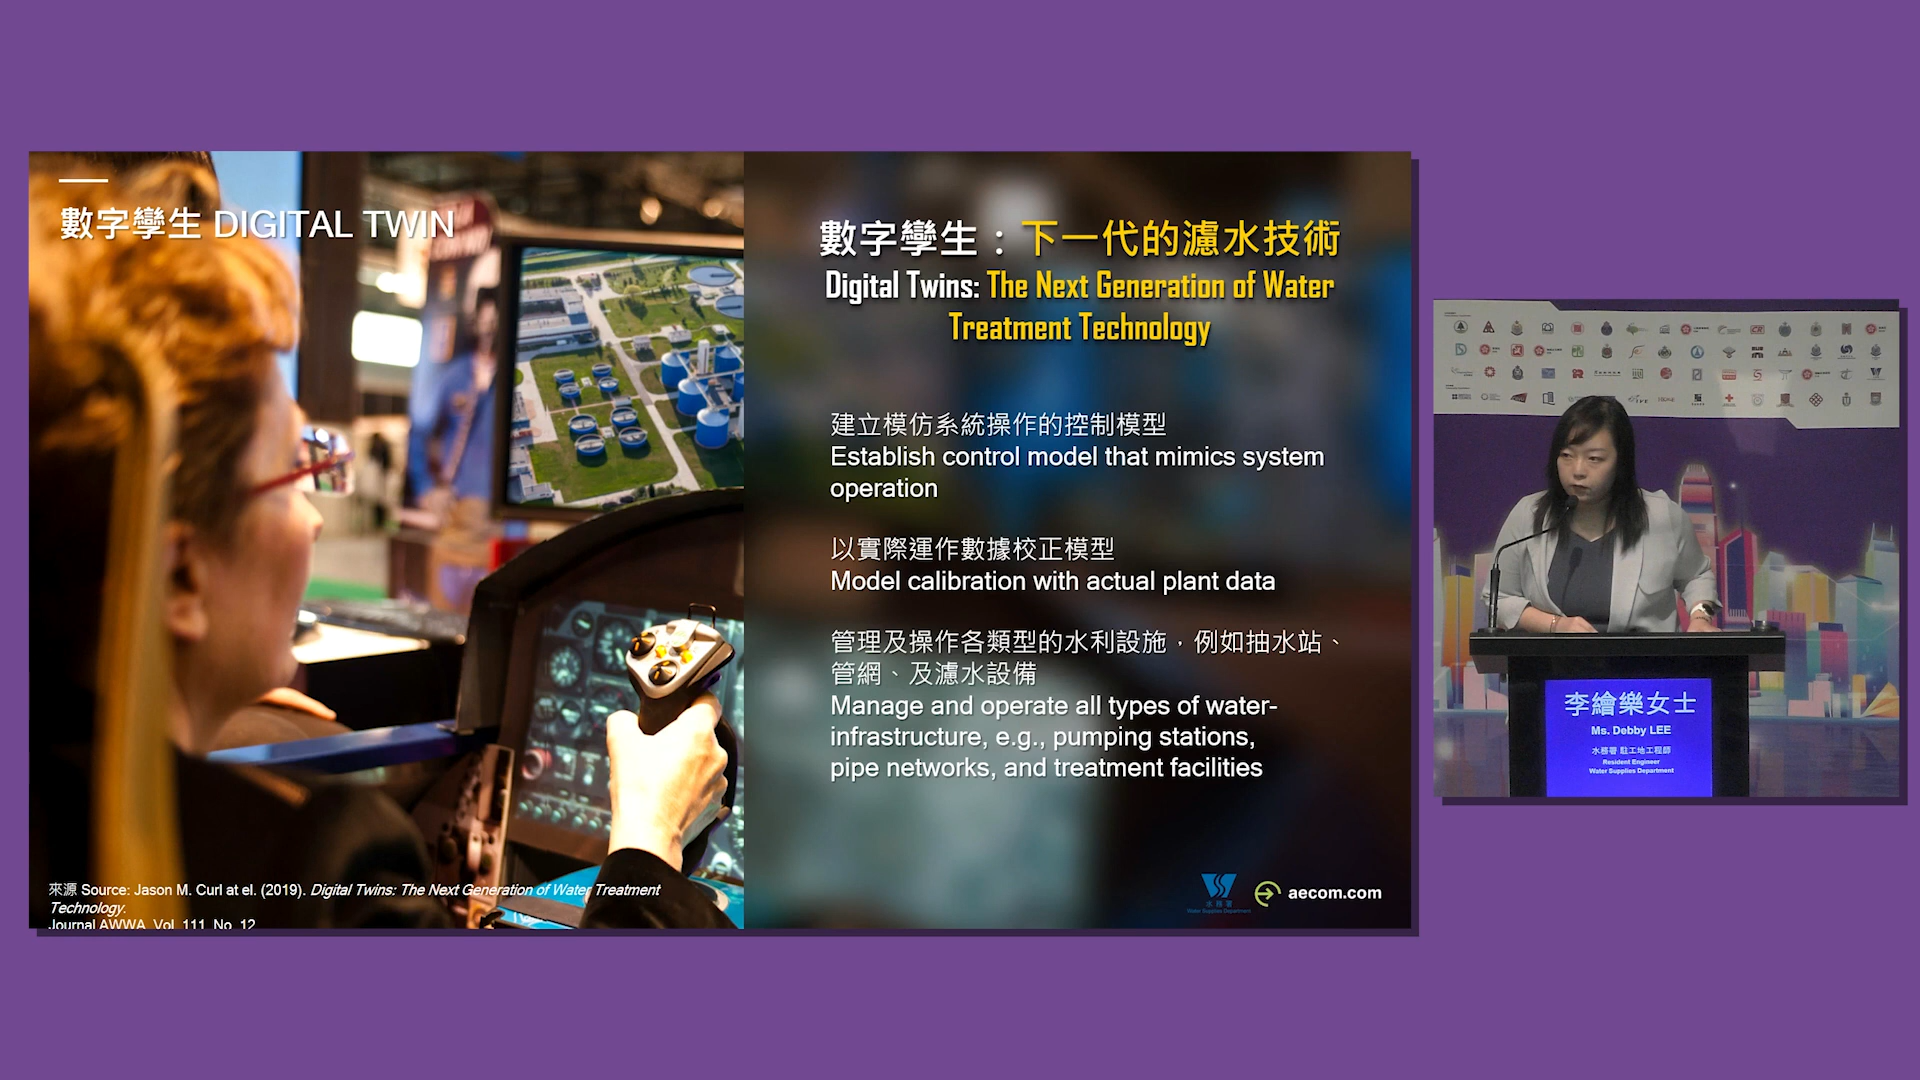 數字孿生 DIGITAL TWIN
來源 Source: Jason M. Curl at el. (2019). Digital Twins: The Next Generation of Water Treatment
Technology.
Journal AWWA, Vol. 111, No. 12
數字孿生：下一代的濾水技術
Digital Twins: The Next Generation of Water
Treatment Technology
建立模仿系統操作的控制模型
Establish control model that mimics system
operation
以實際運作數據校正模型
Model calibration with actual plant data
管理及操作各類型的水利設施，例如抽水站、
管網、及濾水設備
Manage and operate all types of water-
infrastructure, e.g., pumping stations,
pipe networks, and treatment facilities
水務署
Water Supplies Department
aecom.com
李繪樂女士
Ms. Debby LEE
水務署 駐工地工程師
Resident Engineer
Water Supplies Department